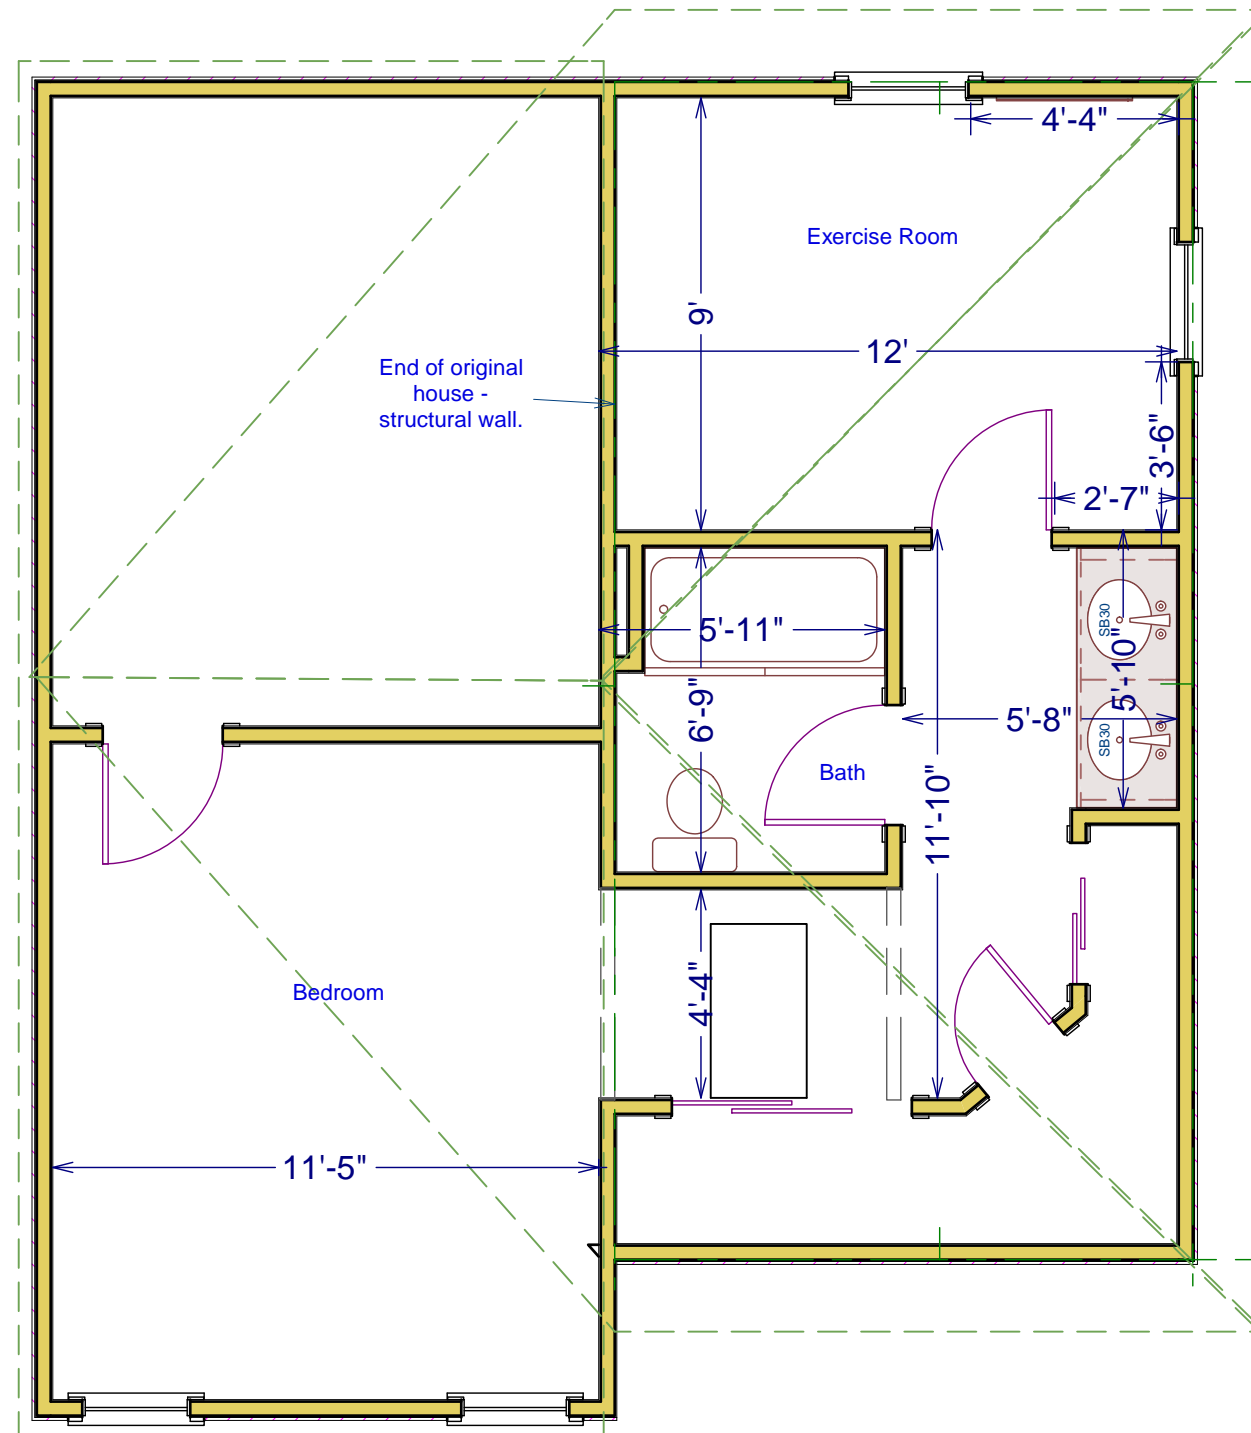 4'-4"
Exercise Room
9'
12'
End of original
house -
structural wall.
3'-6"
2'-7"
SB30
5'-11"
5'-10"
6'-9"
5'-8"
SB30
Bath
11'-10"
4'-4"
Bedroom
11'-5"